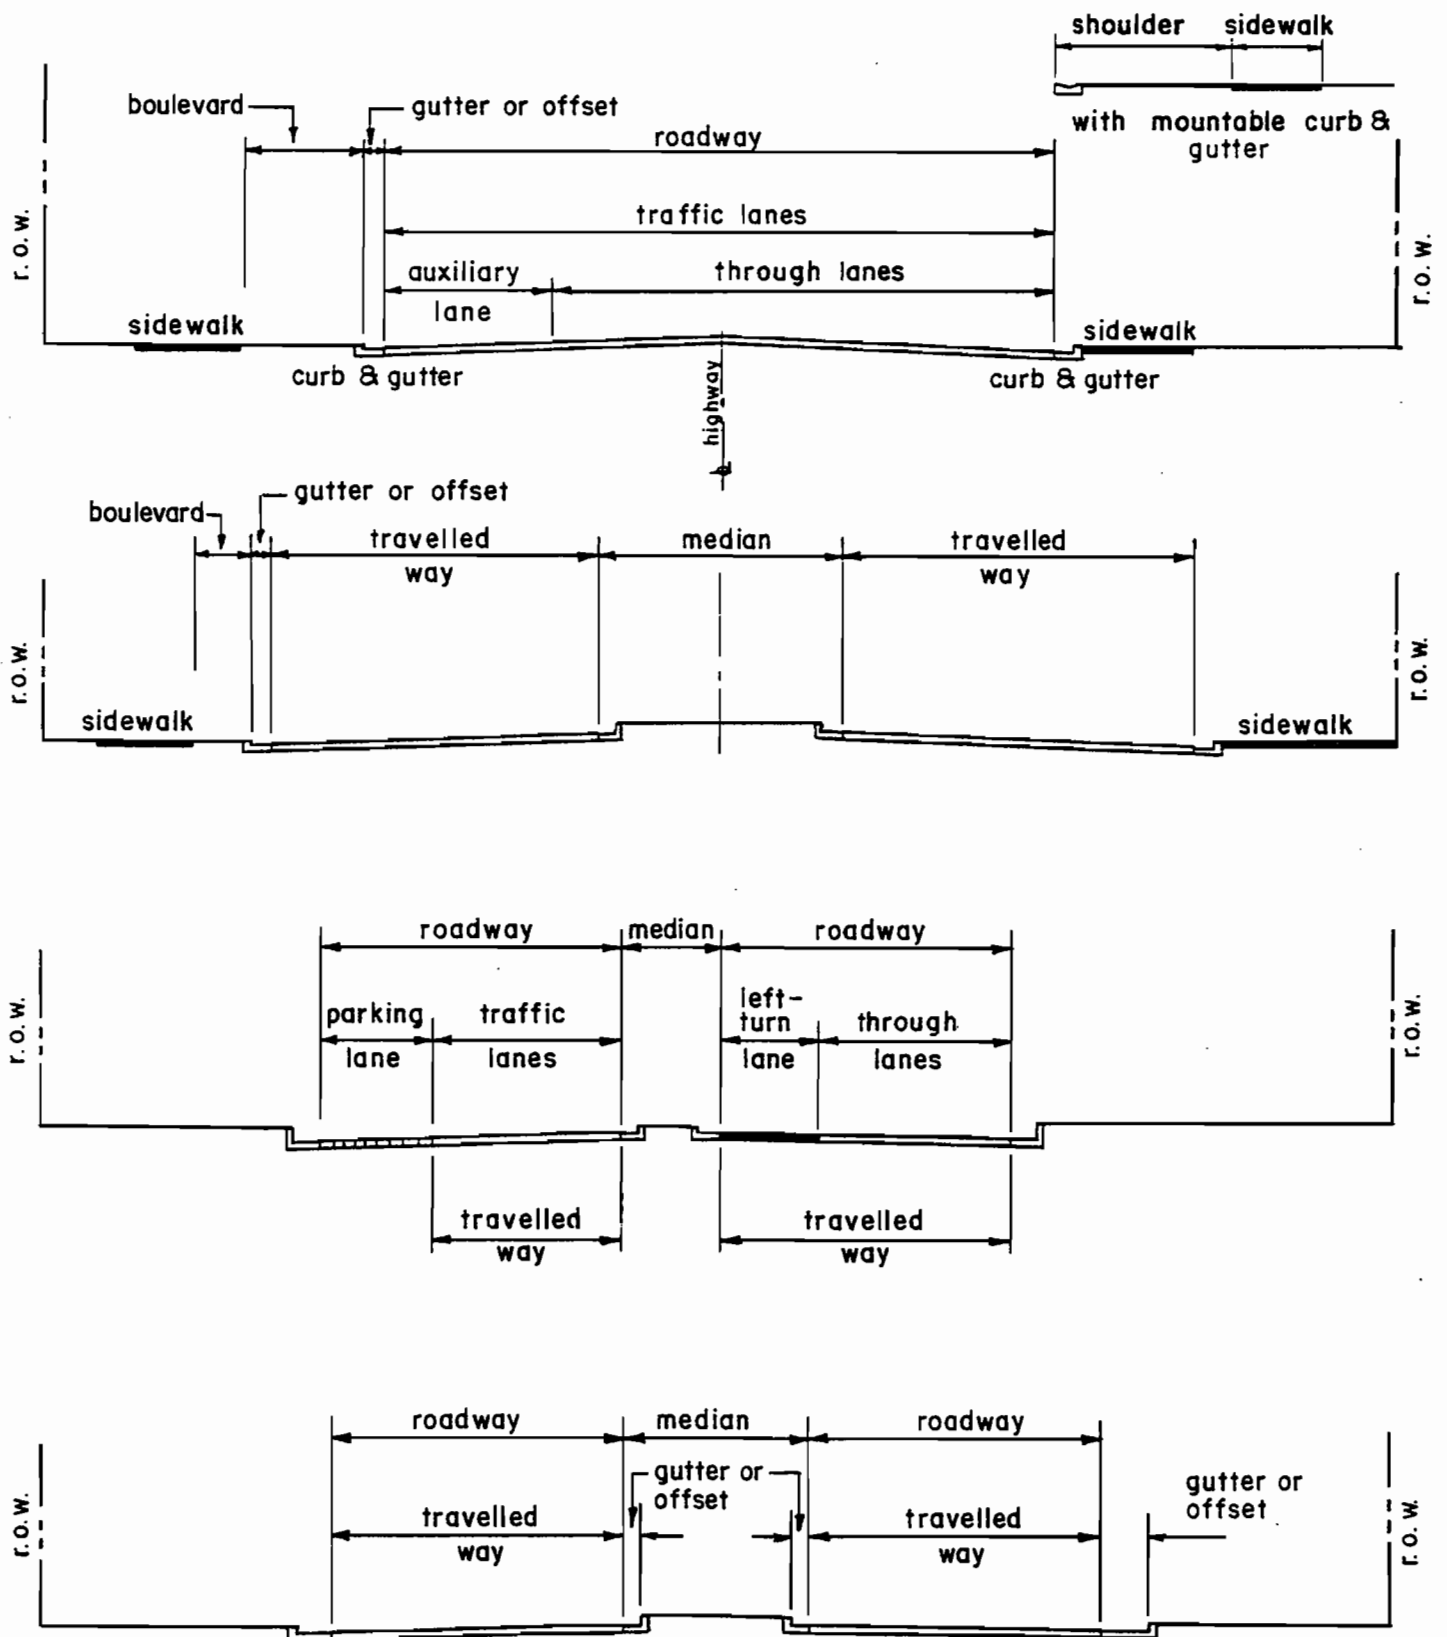 shoulder sidewalk
boulevard gutter or offset
with mountable curb &
gutter
roadway
traffic lanes
r.o.w. r.o.w.
auxiliary through lanes
lane
sidewalk sidewalk
curb & gutter curb & gutter
highway
gutter or offset
boulevard
travelled median travelled
way way
r.o.w. r.o.w.
sidewalk sidewalk
roadway median roadway
left-
parking traffic turn through
lane lanes lane lanes
r.o.w. r.o.w.
travelled travelled
way way
roadway median roadway
gutter or gutter or
offset offset
travelled travelled
way way
r.o.w. r.o.w.